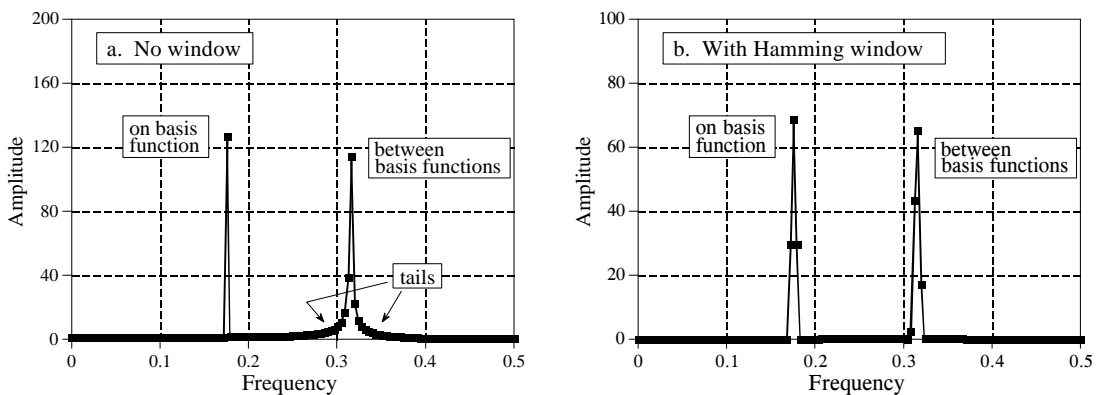 a. No window
200
160
120
80
40
0
Amplitude
on basis
function
between
basis functions
tails
0 0.1 0.2 0.3 0.4 0.5
Frequency
b. With Hamming window
100
80
60
40
20
0
Amplitude
on basis
function
between
basis functions
0 0.1 0.2 0.3 0.4 0.5
Frequency